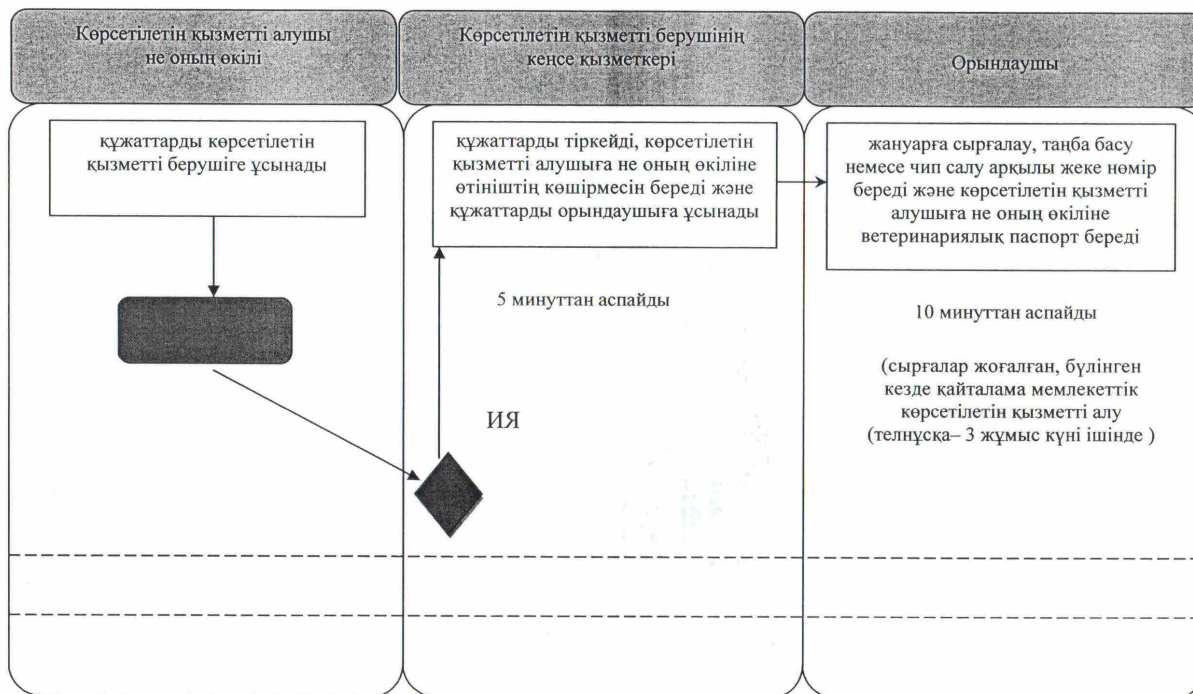 Көрсетілетін қызметті алушы
не оның өкілі
Көрсетілетін қызметті берушінің
кеңсе қызметкері
Орындаушы
құжаттарды көрсетілетін
қызметті берушіге ұсынады
құжаттарды тіркейді, көрсетілетін
қызметті алушыға не оның өкіліне
өтініштің көшірмесін береді және
құжаттарды орындаушыға ұсынады
жануарға сырғалау, таңба басу
немесе чип салу арқылы жеке нөмір
береді және көрсетілетін қызметті
алушыға не оның өкіліне
ветеринариялық паспорт береді
5 минуттан аспайды
10 минуттан аспайды
(сырғалар жоғалған, бүлінген
кезде қайталама мемлекеттік
көрсетілетін қызметті алу
(телнұсқа– 3 жұмыс күні ішінде )
ИЯ